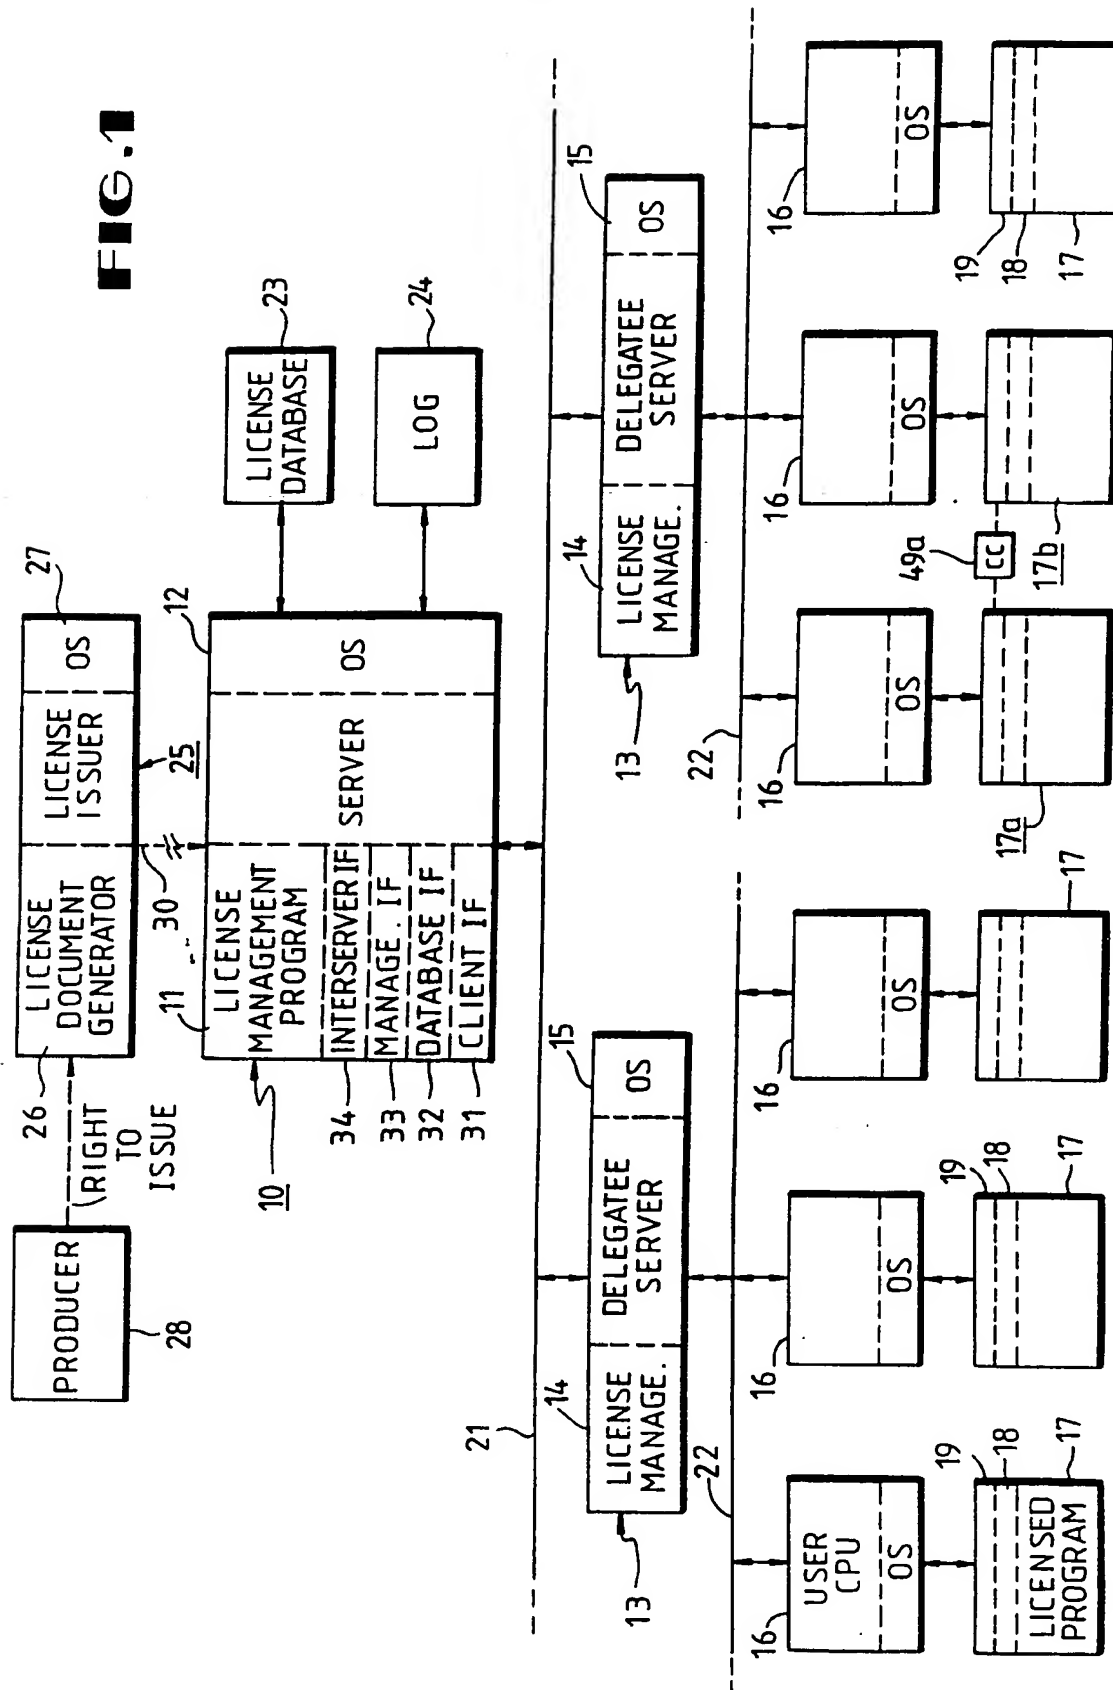 FIG.1
PRODUCER
28
(RIGHT
TO
ISSUE
26
LICENSE
DOCUMENT
GENERATOR
LICENSE
ISSUER
OS
27
25
30
10
11
LICENSE
MANAGEMENT
PROGRAM
INTERSERVER IF
MANAGE. IF
DATABASE IF
CLIENT IF
34
33
32
31
SERVER
OS
12
LICENSE
DATABASE
23
LOG
24
21
13
14
LICENSE
MANAGE.
DELEGATEE
SERVER
OS
15
13
14
LICENSE
MANAGE.
DELEGATEE
SERVER
OS
15
22
22
16
USER
CPU
OS
16
OS
16
OS
16
OS
16
OS
16
OS
19
18
17
LICENSED
PROGRAM
19
18
17
17
17a
49a
CC
17b
19
18
17